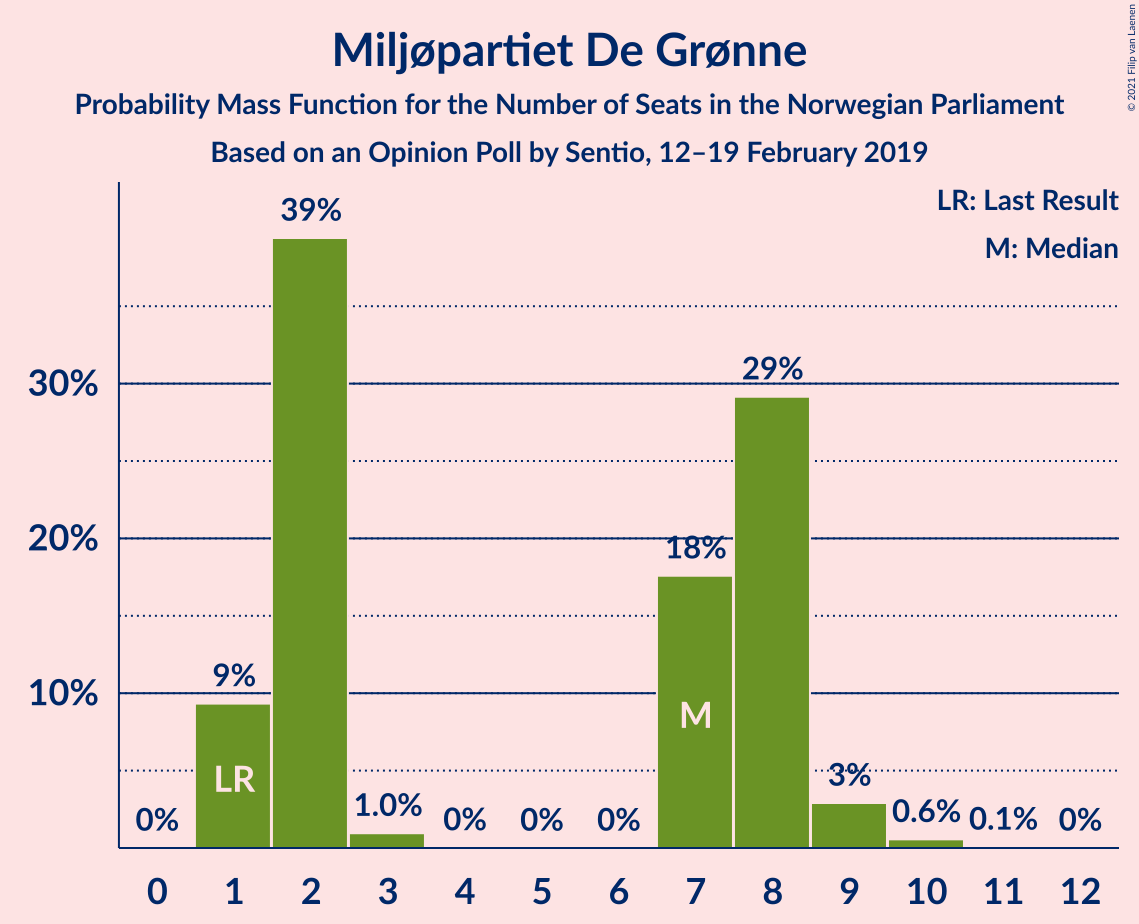 Miljøpartiet De Grønne
Probability Mass Function for the Number of Seats in the Norwegian Parliament
Based on an Opinion Poll by Sentio, 12–19 February 2019
© 2021 Filip van Laenen
LR: Last Result
M: Median
39%
30%
29%
20%
18%
10%
9%
M
LR
3%
0%
1.0%
0%
0%
0%
0.6%
0.1%
0%
0 1 2 3 4 5 6 7 8 9 10 11 12